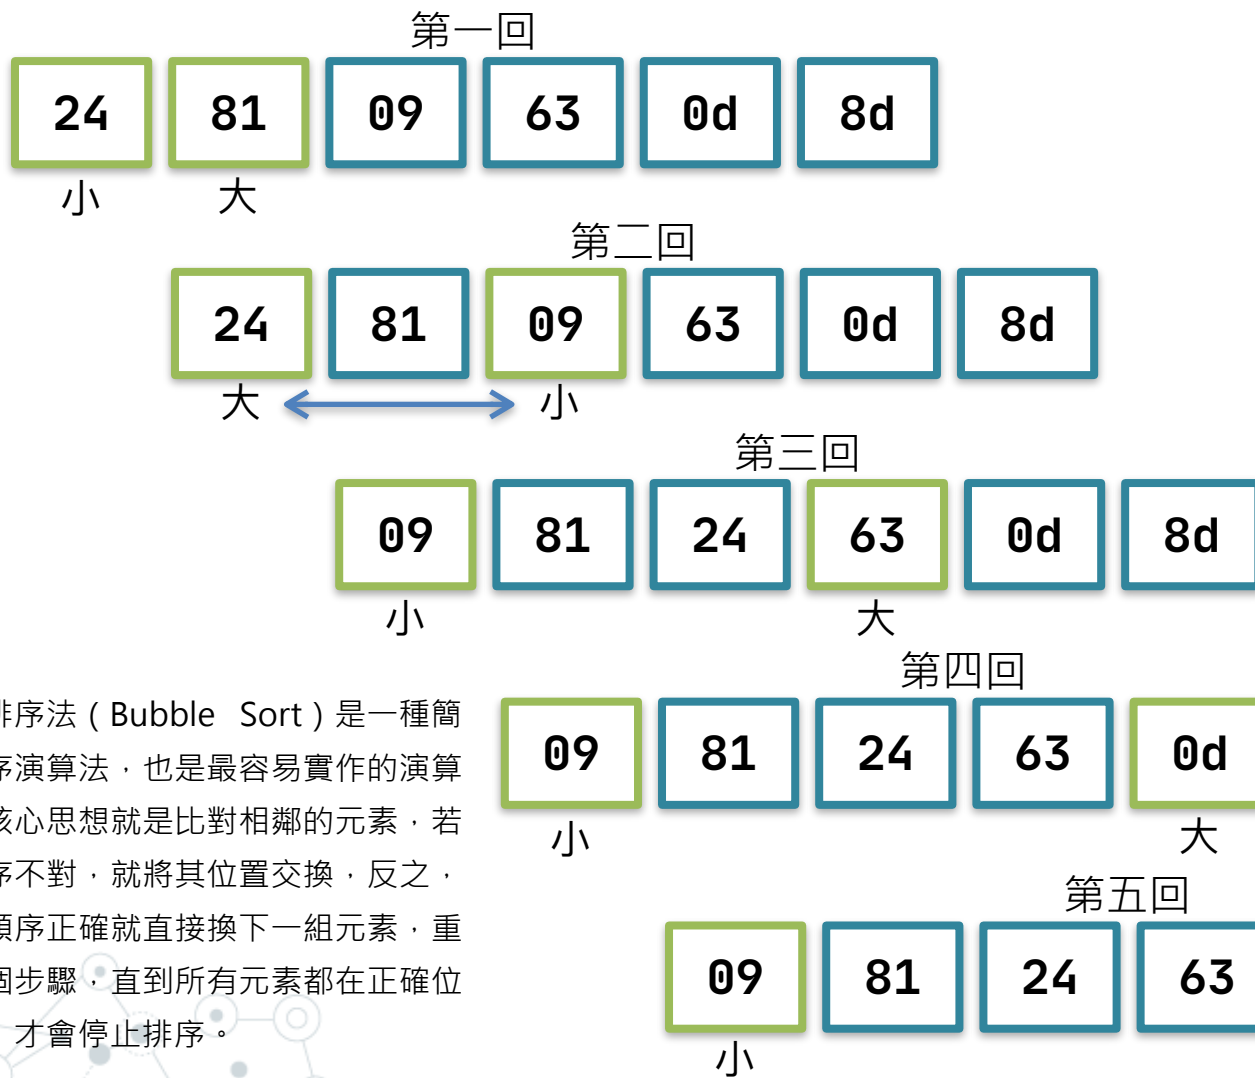 第一回
24 81 09 63 0d 8d
小 大
第二回
24 81 09 63 0d 8d
大 小
第三回
09 81 24 63 0d 8d
小 大
第四回
09 81 24 63 0d
小 大
第五回
09 81 24 63
小
排序法（Bubble Sort）是一種簡
序演算法，也是最容易實作的演算
核心思想就是比對相鄰的元素，若
序不對，就將其位置交換，反之，
順序正確就直接換下一組元素，重
個步驟，直到所有元素都在正確位
才會停止排序。